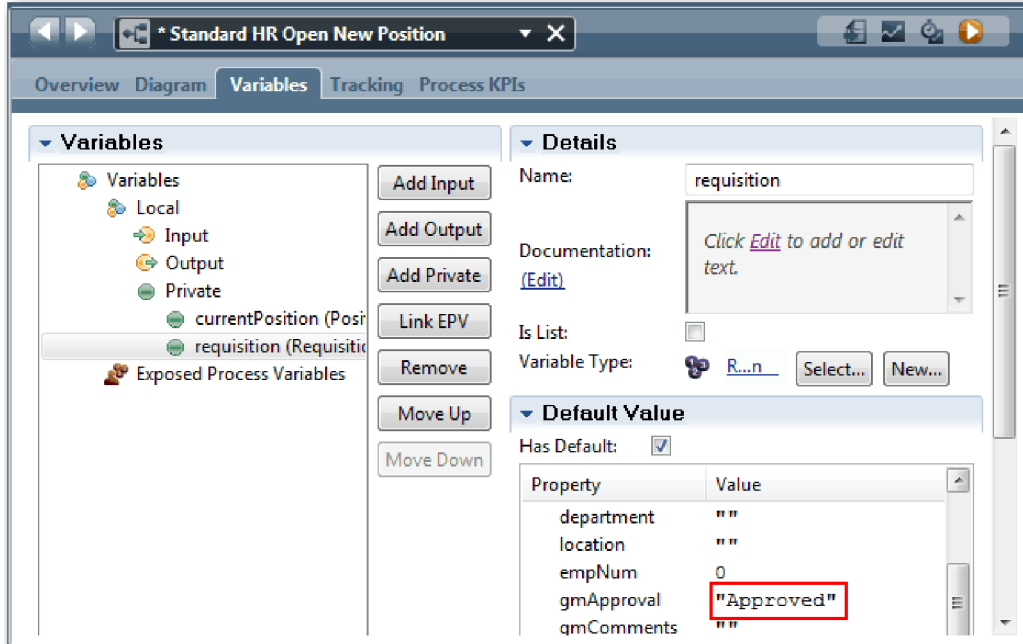 * Standard HR Open New Position
Overview Diagram Variables Tracking Process KPIs
Variables
Variables
Local
Input
Output
Private
currentPosition (Posit
requisition (Requisitio
Exposed Process Variables
Add Input
Add Output
Add Private
Link EPV
Remove
Move Up
Move Down
Details
Name: requisition
Documentation:
(Edit)
Click Edit to add or edit
text.
Is List:
Variable Type: R...n Select... New...
Default Value
Has Default:
Property Value
department ""
location ""
empNum 0
gmApproval "Approved"
gmComments ""